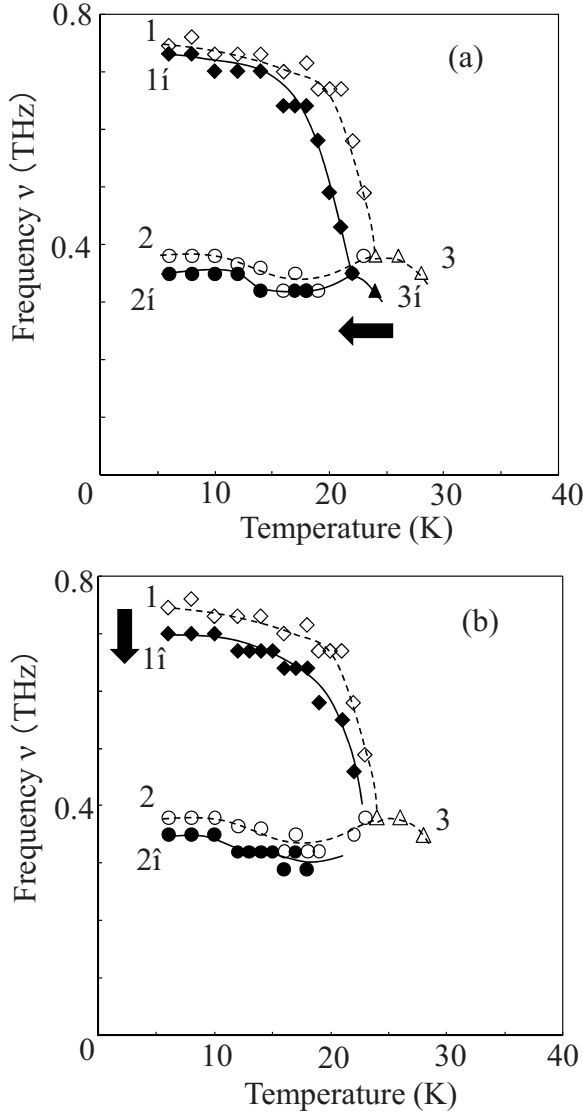 0.8
1
(a)
1í
Frequency ν (THz)
0.4
2
3
2í
3í
0
10
20
30
40
Temperature (K)
0.8
1
(b)
1î
Frequency ν (THz)
0.4
2
3
2î
0
10
20
30
40
Temperature (K)